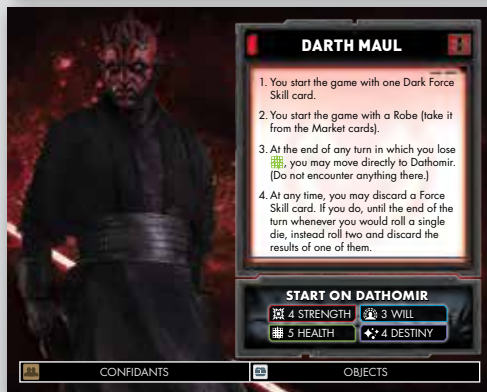 DARTH MAUL
1. You start the game with one Dark Force
Skill card.
2. You start the game with a Robe (take it
from the Market cards).
3. At the end of any turn in which you lose
, you may move directly to Dathomir.
(Do not encounter anything there.)
4. At any time, you may discard a Force
Skill card. If you do, until the end of the
turn whenever you would roll a single
die, instead roll two and discard the
results of one of them.
START ON DATHOMIR
4 STRENGTH 3 WILL
5 HEALTH 4 DESTINY
CONFIDANTS OBJECTS